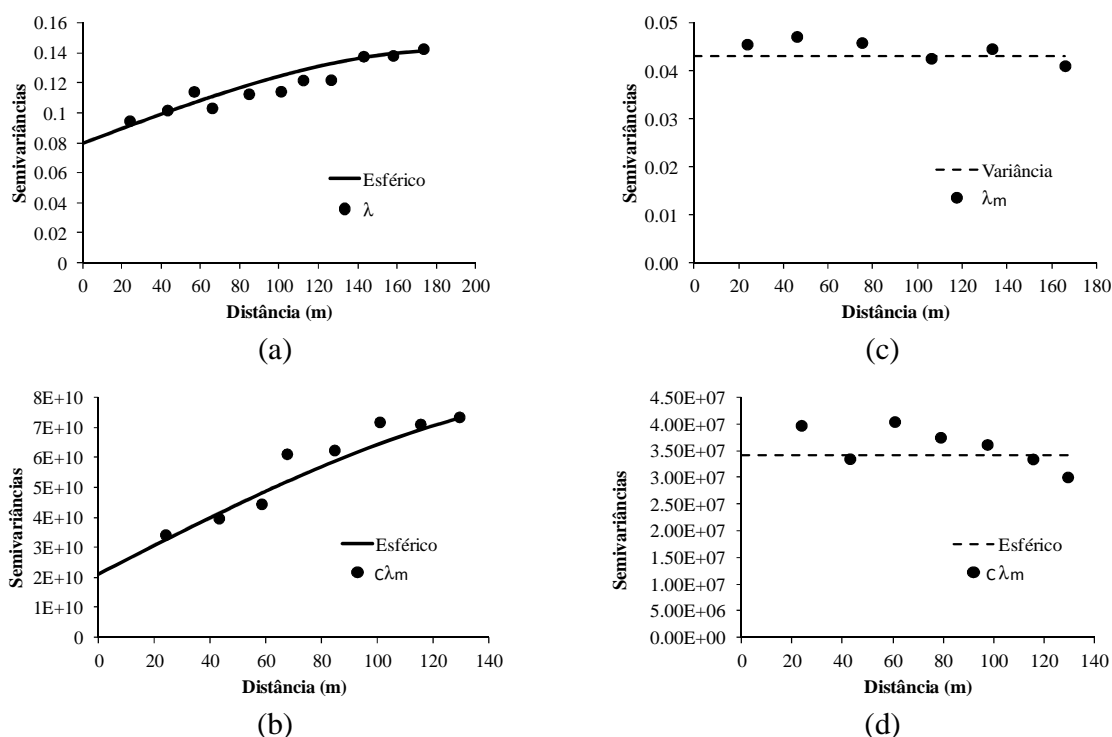 0.16
0.14
0.12
0.1
0.08
0.06
0.04
0.02
0
Semivariâncias
Esférico
λ
0 20 40 60 80 100 120 140 160 180 200
Distância (m)
(a)
0.05
0.04
0.03
0.02
0.01
0.00
Semivariâncias
Variância
λm
0 20 40 60 80 100 120 140 160 180
Distância (m)
(c)
8E+10
7E+10
6E+10
5E+10
4E+10
3E+10
2E+10
1E+10
0
Semivariâncias
Esférico
Cλm
0 20 40 60 80 100 120 140
Distância (m)
(b)
4.50E+07
4.00E+07
3.50E+07
3.00E+07
2.50E+07
2.00E+07
1.50E+07
1.00E+07
5.00E+06
0.00E+00
Semivariâncias
Esférico
Cλm
0 20 40 60 80 100 120 140
Distância (m)
(d)